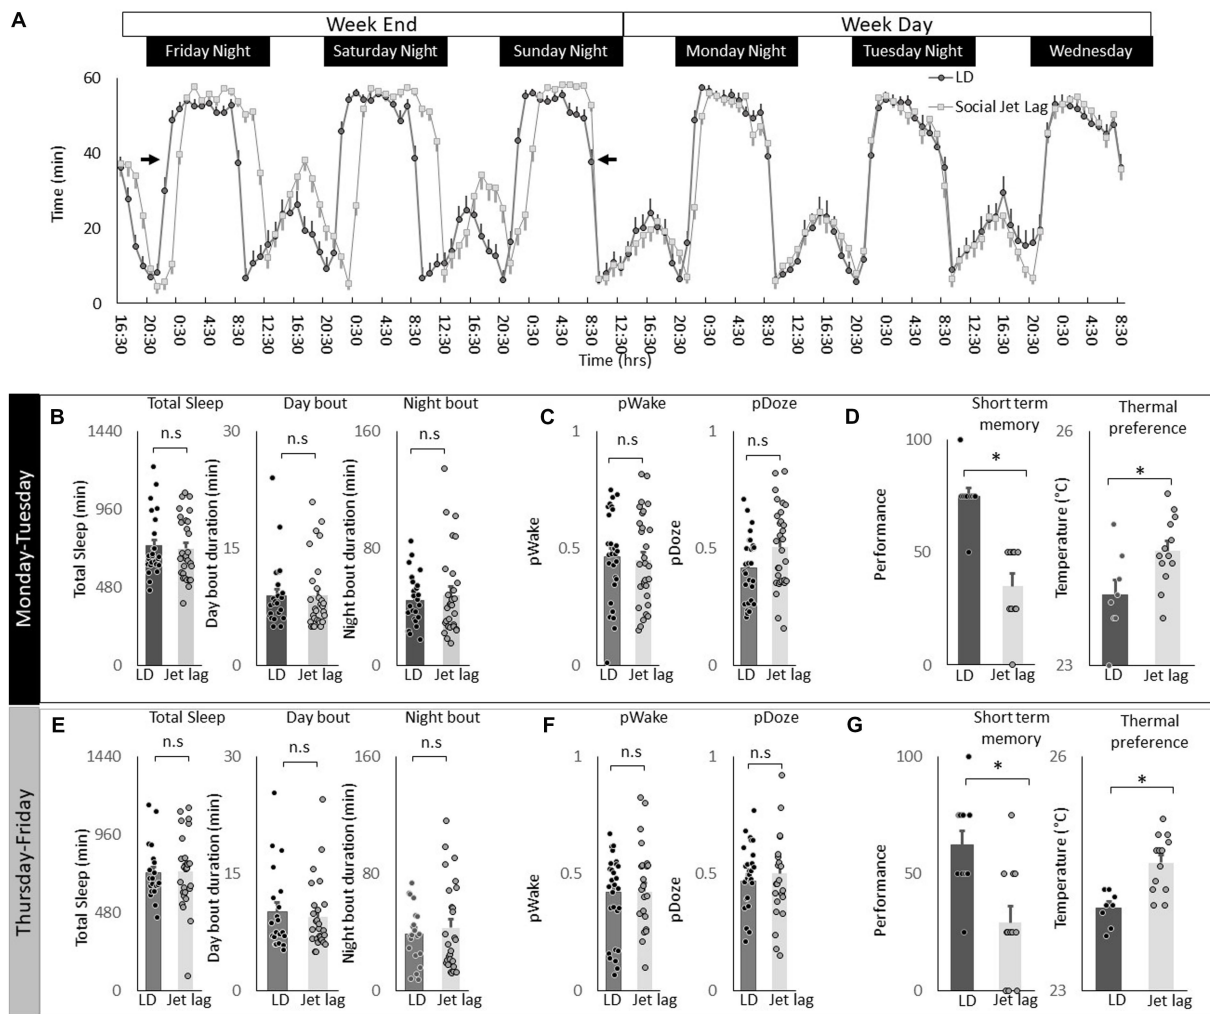 A
Week End
Week Day
Friday Night
Saturday Night
Sunday Night
Monday Night
Tuesday Night
Wednesday
LD
Social Jet Lag
Time (min)
60
40
20
0
16:30
20:30
0:30
4:30
8:30
12:30
16:30
20:30
0:30
4:30
8:30
12:30
16:30
20:30
0:30
4:30
8:30
12:30
16:30
20:30
0:30
4:30
8:30
12:30
16:30
20:30
0:30
4:30
8:30
12:30
16:30
20:30
0:30
4:30
8:30
Time (hrs)
Monday-Tuesday
B
Total Sleep
Day bout
Night bout
Total Sleep (min)
1440
960
480
0
n.s
LD
Jet lag
Day bout duration (min)
30
15
0
n.s
LD
Jet lag
Night bout duration (min)
160
80
0
n.s
LD
Jet lag
C
pWake
pDoze
pWake
1
0.5
0
n.s
LD
Jet lag
pDoze
1
0.5
0
n.s
LD
Jet lag
D
Short term
memory
Performance
100
50
0
*
LD
Jet lag
Thermal
preference
Temperature (°C)
26
23
*
LD
Jet lag
Thursday-Friday
E
Total Sleep
Day bout
Night bout
Total Sleep (min)
1440
960
480
0
n.s
LD
Jet lag
Day bout duration (min)
30
15
0
n.s
LD
Jet lag
Night bout duration (min)
160
80
0
n.s
LD
Jet lag
F
pWake
pDoze
pWake
1
0.5
0
n.s
LD
Jet lag
pDoze
1
0.5
0
n.s
LD
Jet lag
G
Short term
memory
Performance
100
50
0
*
LD
Jet lag
Thermal
preference
Temperature (°C)
26
23
*
LD
Jet lag